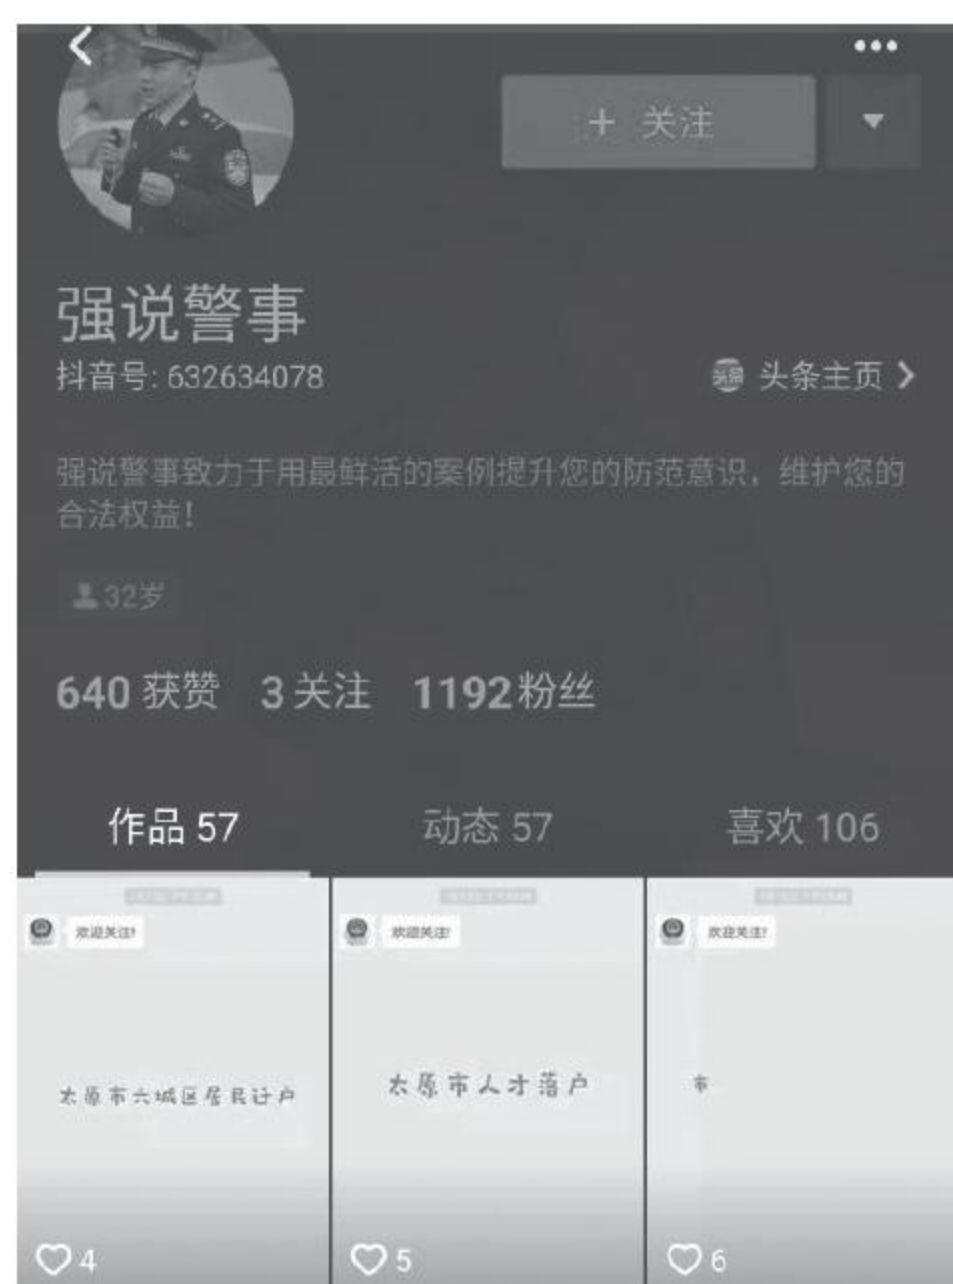 + 关注
强说警事
抖音号: 632634078
头条
头条主页
强说警事致力于用最鲜活的案例提升您的防范意识，维护您的
合法权益！
32岁
640 获赞 3 关注 1192 粉丝
作品 57 动态 57 喜欢 106
欢迎关注! 欢迎关注! 欢迎关注!
太原市六城区居民迁户 太原市人才落户 市
4 5 6